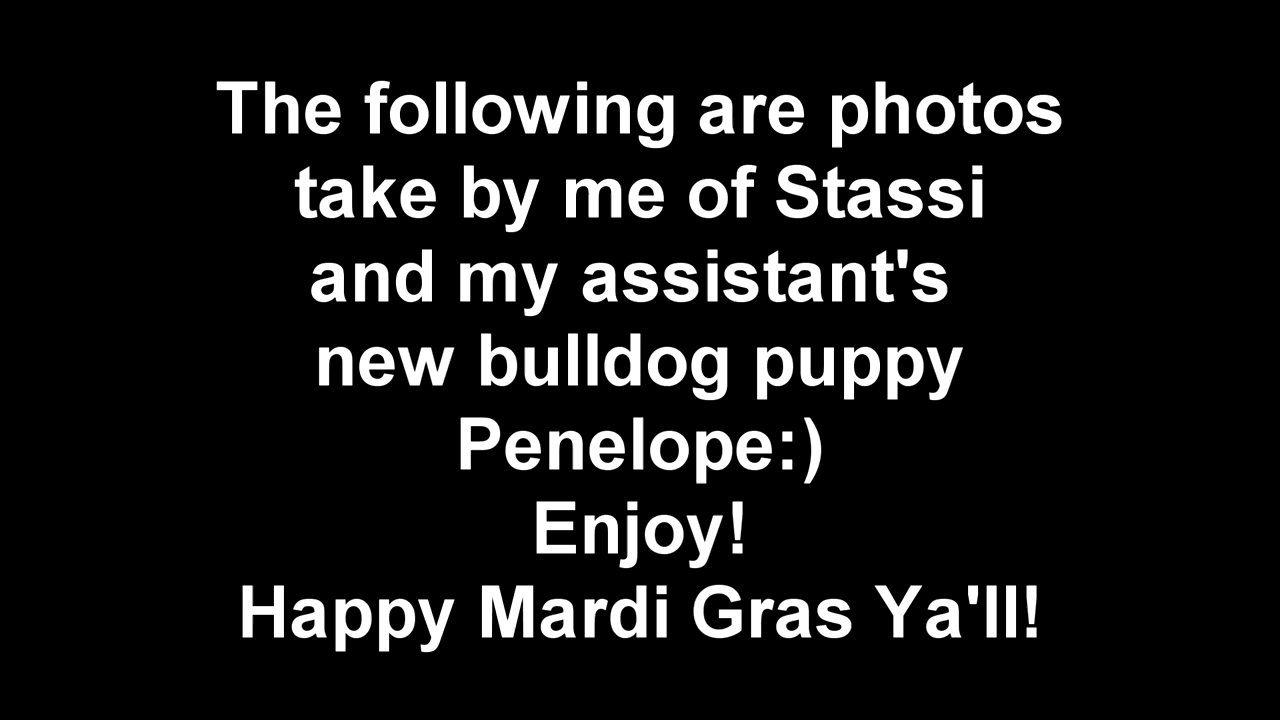 The following are photos
take by me of Stassi
and my assistant's
new bulldog puppy
Penelope:)
Enjoy!
Happy Mardi Gras Ya'll!